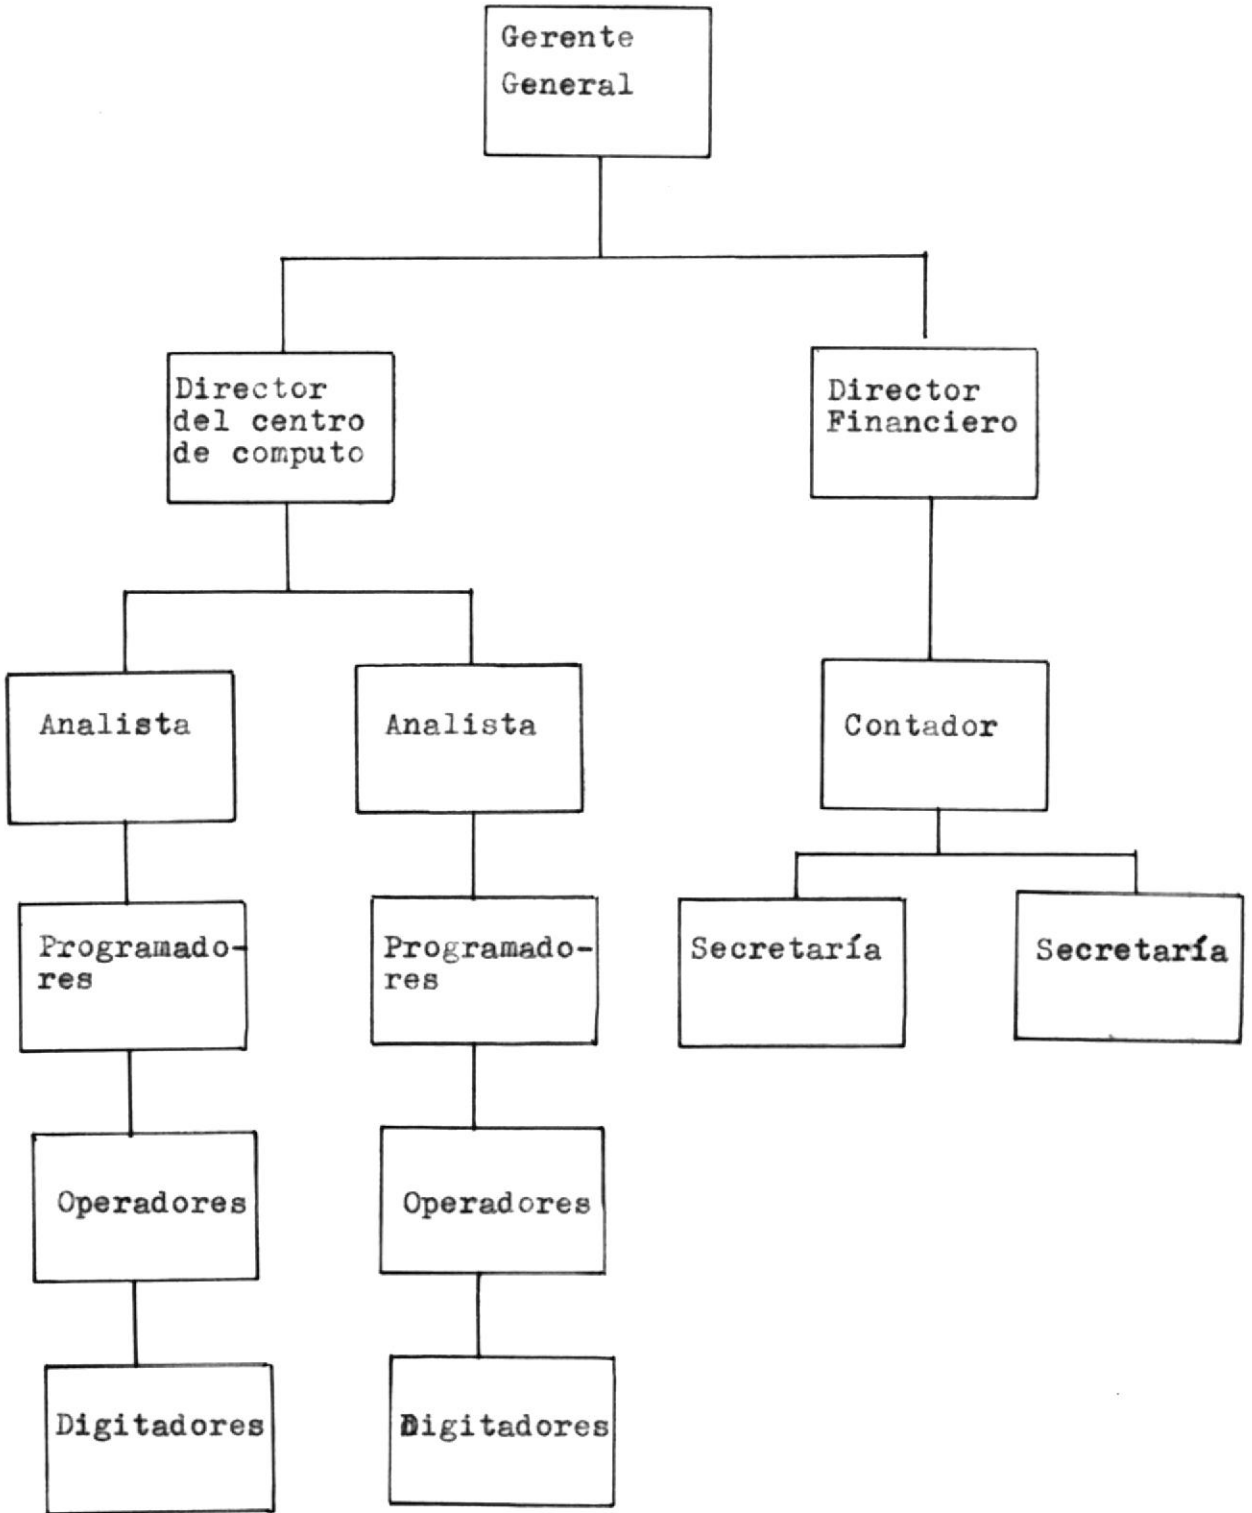 Gerente
General
Director
del centro
de computo
Director
Financiero
Analista
Analista
Contador
Programado-
res
Programado-
res
Secretaría
Secretaría
Operadores
Operadores
Digitadores
Digitadores